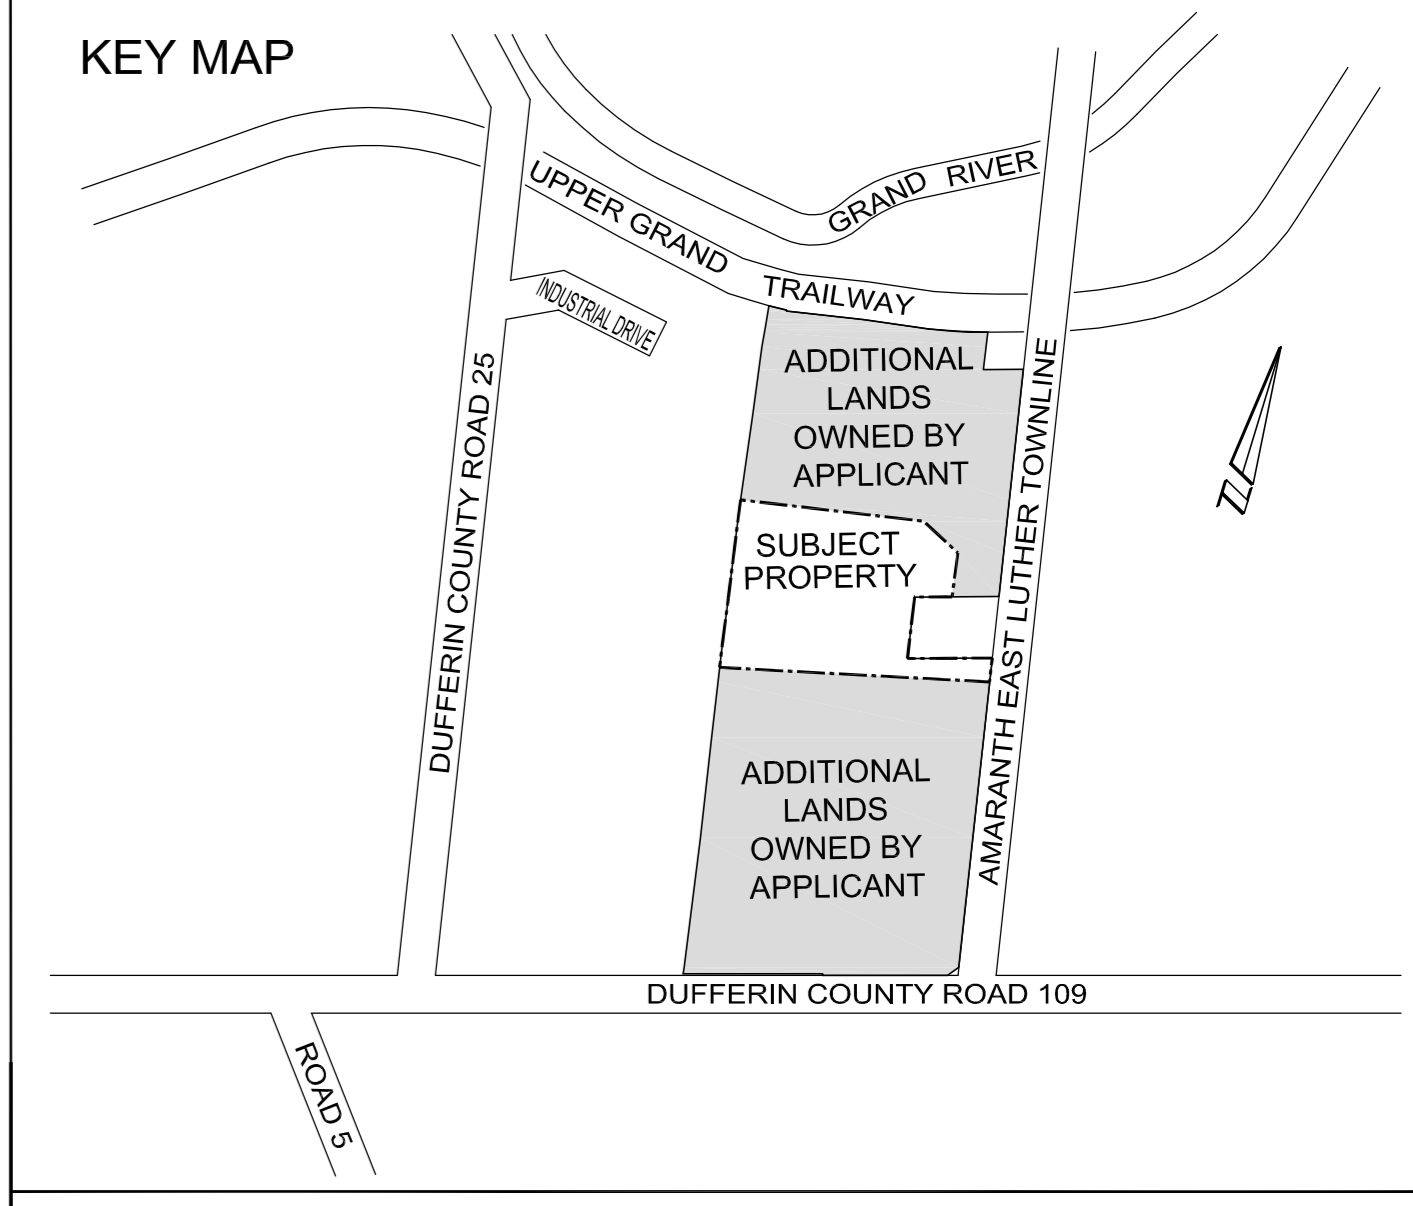 KEY MAP
GRAND RIVER
UPPER GRAND TRAILWAY
INDUSTRIAL DRIVE
ADDITIONAL
LANDS
OWNED BY
APPLICANT
DUFFERIN COUNTY ROAD 25
AMARANTH EAST LUTHER TOWNLINE
Z
SUBJECT
PROPERTY
ADDITIONAL
LANDS
OWNED BY
APPLICANT
DUFFERIN COUNTY ROAD 109
ROAD 5